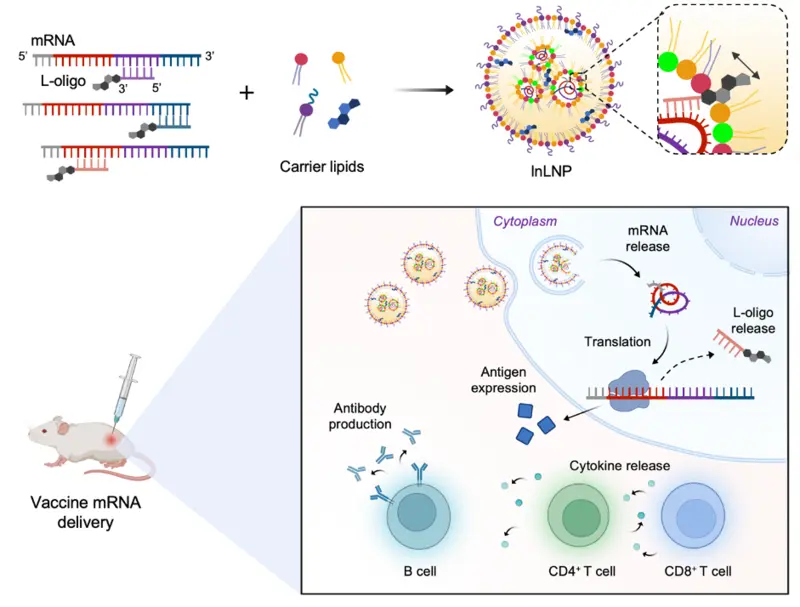 mRNA
5' 3'
L-oligo
3' 5'
+
Carrier lipids
InLNP
Cytoplasm
Nucleus
mRNA
release
L-oligo
release
Translation
Antigen
expression
Antibody
production
Cytokine release
B cell
CD4⁺ T cell
CD8⁺ T cell
Vaccine mRNA
delivery